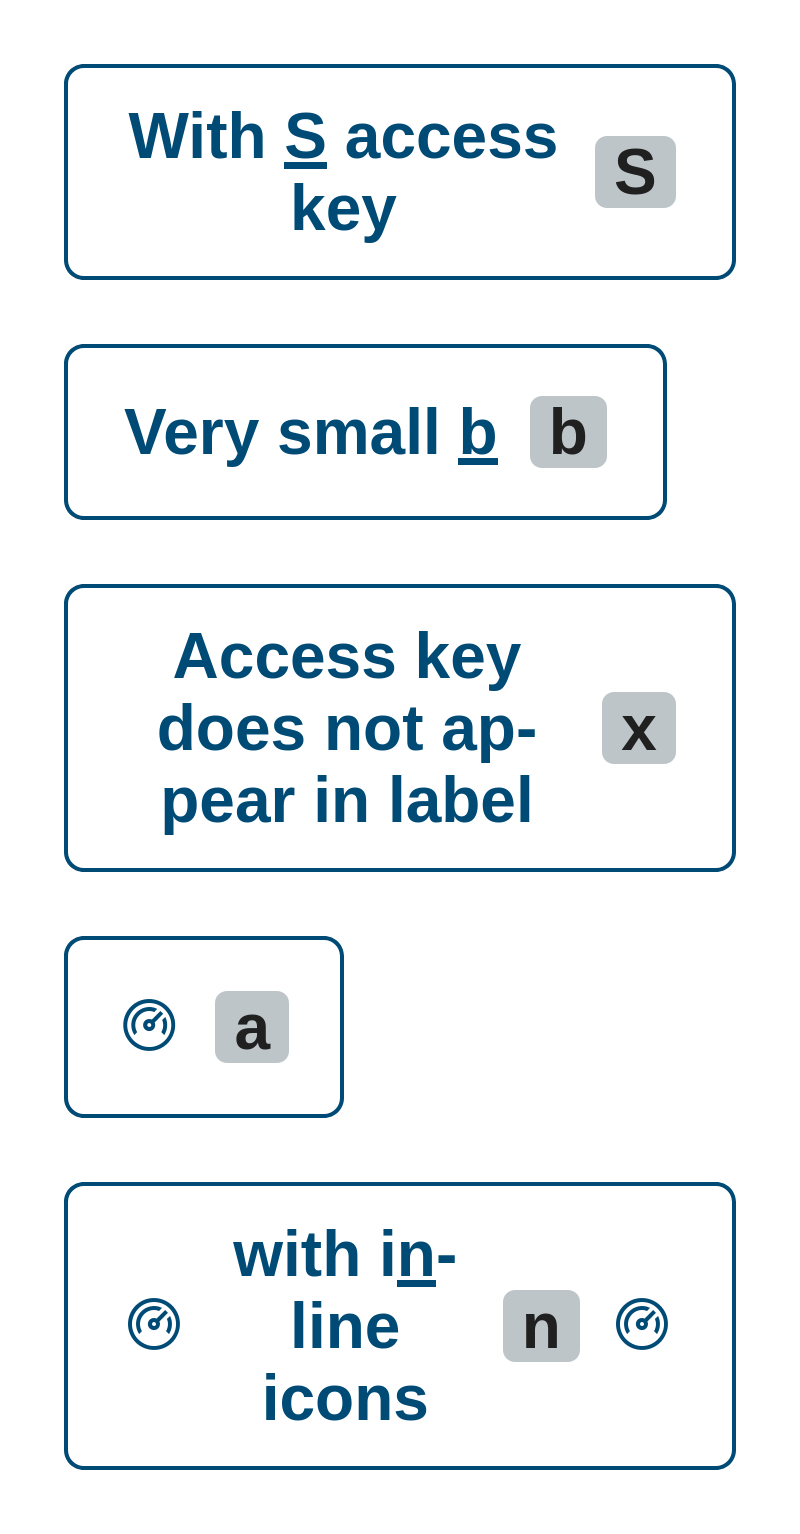 With S access
key
S
Very small b b
Access key
does not ap-
pear in label
x
a
with in-
line
icons
n